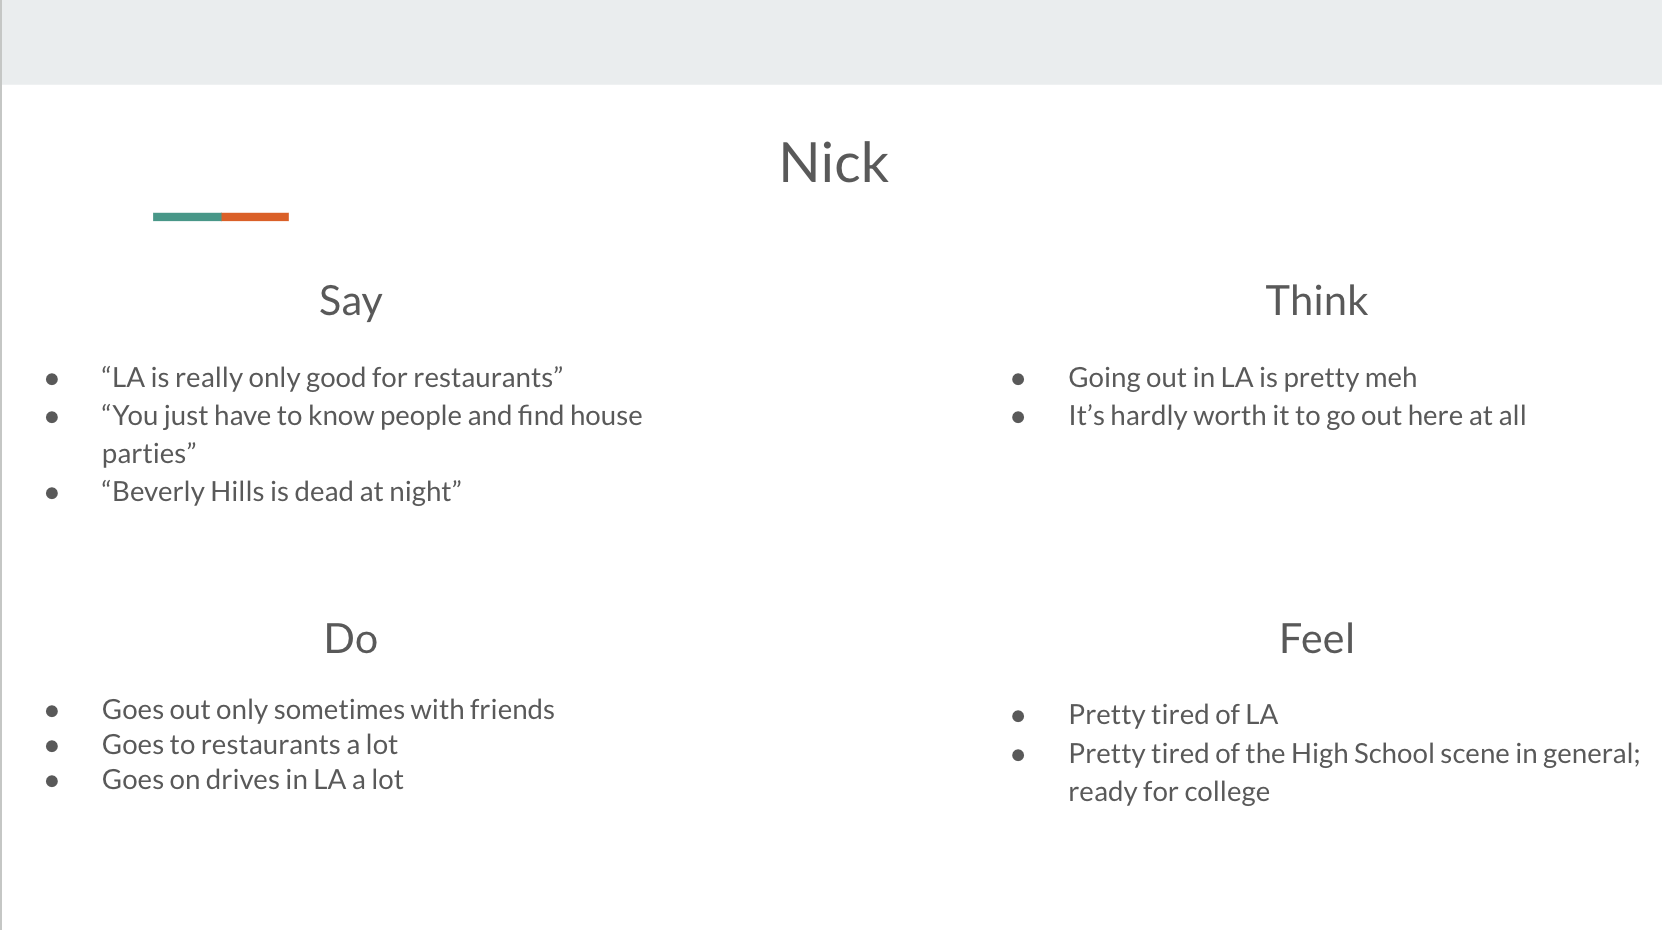 Nick
Say
● “LA is really only good for restaurants”
● “You just have to know people and find house
parties”
● “Beverly Hills is dead at night”
Think
● Going out in LA is pretty meh
● It’s hardly worth it to go out here at all
Do
● Goes out only sometimes with friends
● Goes to restaurants a lot
● Goes on drives in LA a lot
Feel
● Pretty tired of LA
● Pretty tired of the High School scene in general;
ready for college